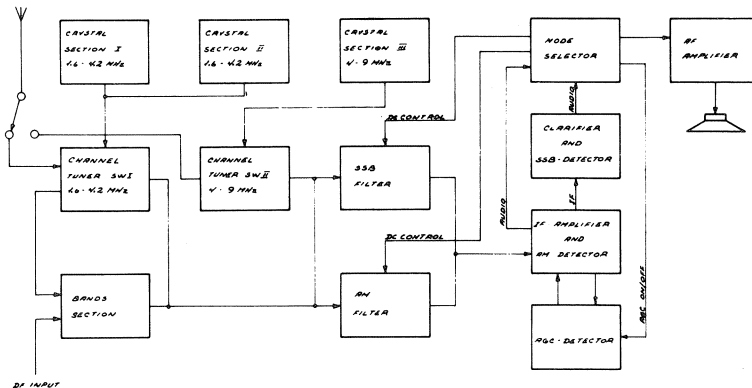 CRYSTAL
SECTION I
1.6 - 4.2 MHz
CRYSTAL
SECTION II
1.6 - 4.2 MHz
CRYSTAL
SECTION III
4 - 9 MHz
MODE
SELECTOR
AF
AMPLIFIER
DC CONTROL
AUDIO
CLARIFIER
AND
SSB-DETECTOR
CHANNEL
TUNER SW I
1.6 - 4.2 MHz
CHANNEL
TUNER SW II
4 - 9 MHz
SSB
FILTER
IF
AUDIO
DC CONTROL
IF AMPLIFIER
AND
AM DETECTOR
AGC ON/OFF
BANDS
SECTION
AM
FILTER
AGC-DETECTOR
DF INPUT